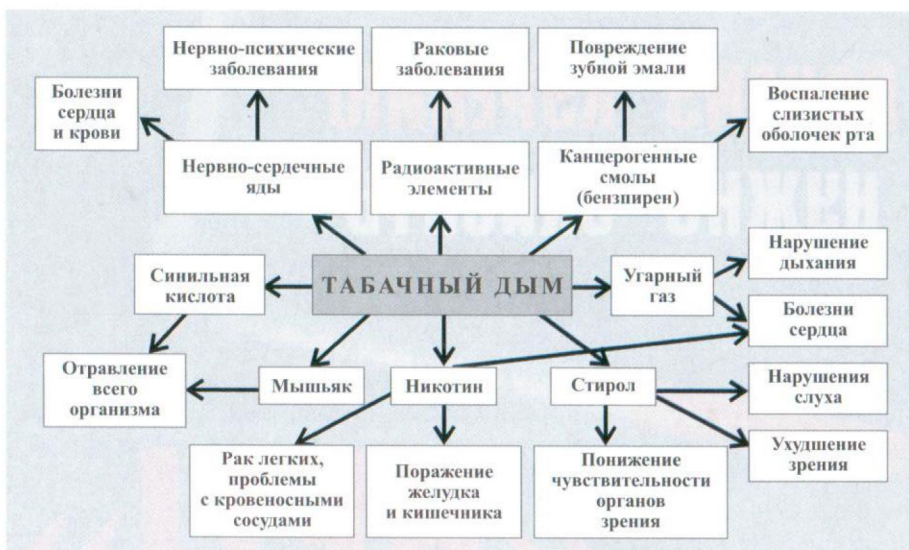 Нервно-психические
заболевания
Раковые
заболевания
Повреждение
зубной эмали
Болезни
сердца
и крови
Воспаление
слизистых
оболочек рта
Нервно-сердечные
яды
Радиоактивные
элементы
Канцерогенные
смолы
(бензпирен)
Синильная
кислота
ТАБАЧНЫЙ ДЫМ
Угарный
газ
Нарушение
дыхания
Болезни
сердца
Отравление
всего
организма
Мышьяк
Никотин
Стирол
Нарушения
слуха
Рак легких,
проблемы
с кровеносными
сосудами
Поражение
желудка
и кишечника
Понижение
чувствительности
органов
зрения
Ухудшение
зрения